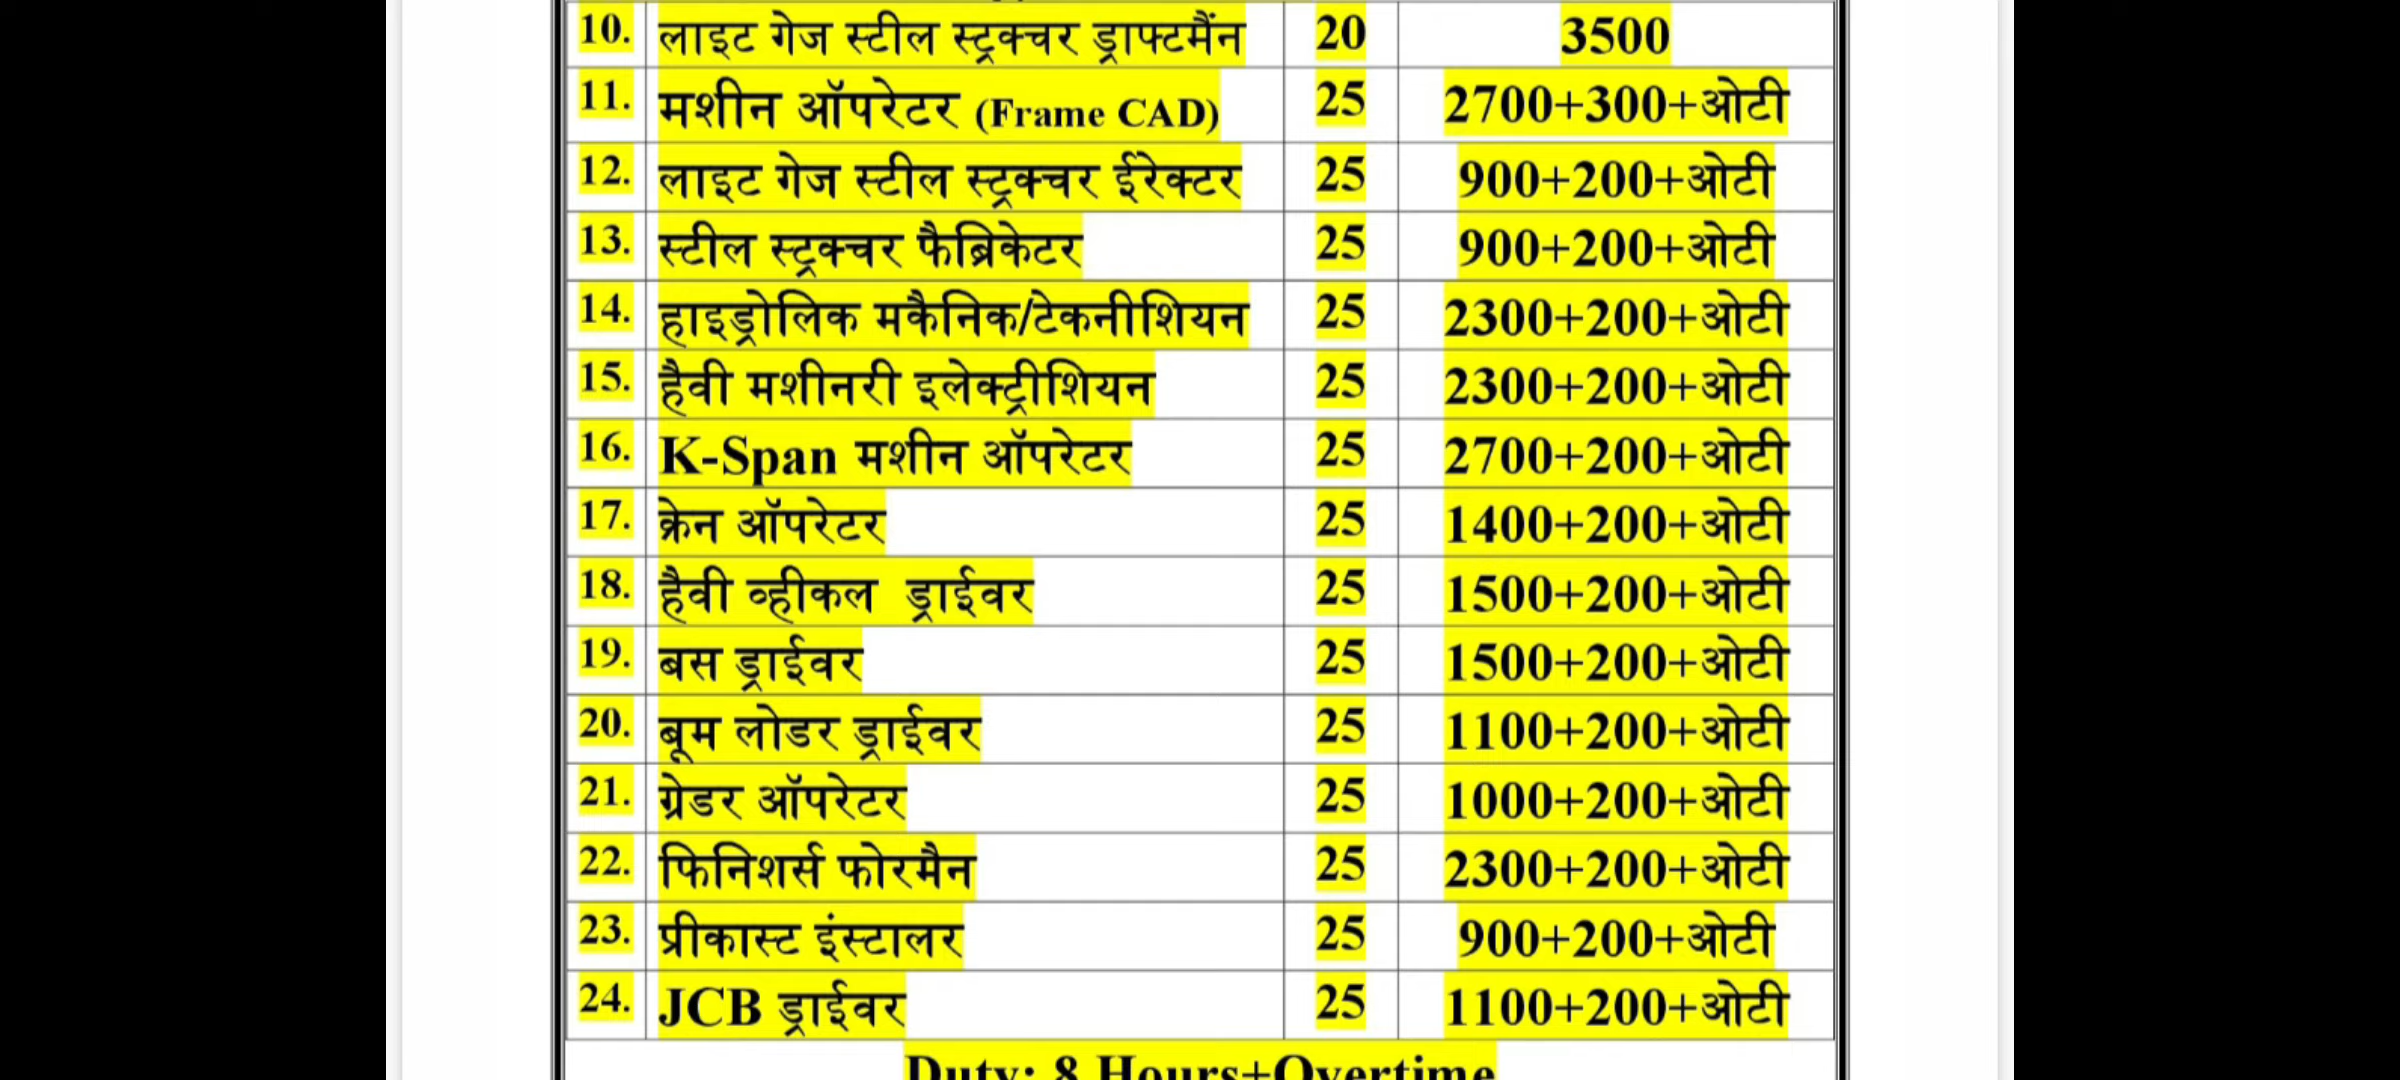 10. लाइट गेज स्टील स्ट्रक्चर ड्राफ्टमैंन 20 3500
11. मशीन ऑपरेटर (Frame CAD) 25 2700+300+ओटी
12. लाइट गेज स्टील स्ट्रक्चर ईरेक्टर 25 900+200+ओटी
13. स्टील स्ट्रक्चर फैब्रिकेटर 25 900+200+ओटी
14. हाइड्रोलिक मकैनिक/टेकनीशियन 25 2300+200+ओटी
15. हैवी मशीनरी इलेक्ट्रीशियन 25 2300+200+ओटी
16. K-Span मशीन ऑपरेटर 25 2700+200+ओटी
17. क्रेन ऑपरेटर 25 1400+200+ओटी
18. हैवी व्हीकल ड्राईवर 25 1500+200+ओटी
19. बस ड्राईवर 25 1500+200+ओटी
20. बूम लोडर ड्राईवर 25 1100+200+ओटी
21. ग्रेडर ऑपरेटर 25 1000+200+ओटी
22. फिनिशर्स फोरमैन 25 2300+200+ओटी
23. प्रीकास्ट इंस्टालर 25 900+200+ओटी
24. JCB ड्राईवर 25 1100+200+ओटी
Duty: 8 Hours+Overtime